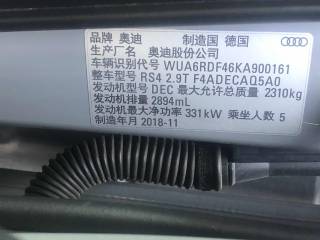 品牌 奥迪 制造国 德国
生产厂名 奥迪股份公司
车辆识别代号 WUA6RDF46KA900161
整车型号 RS4 2.9T F4ADECAQ5A0
发动机型号 DEC 最大允许总质量 2310kg
发动机排量 2894mL
发动机最大净功率 331kW 乘坐人数 5
制造年月 2018-11